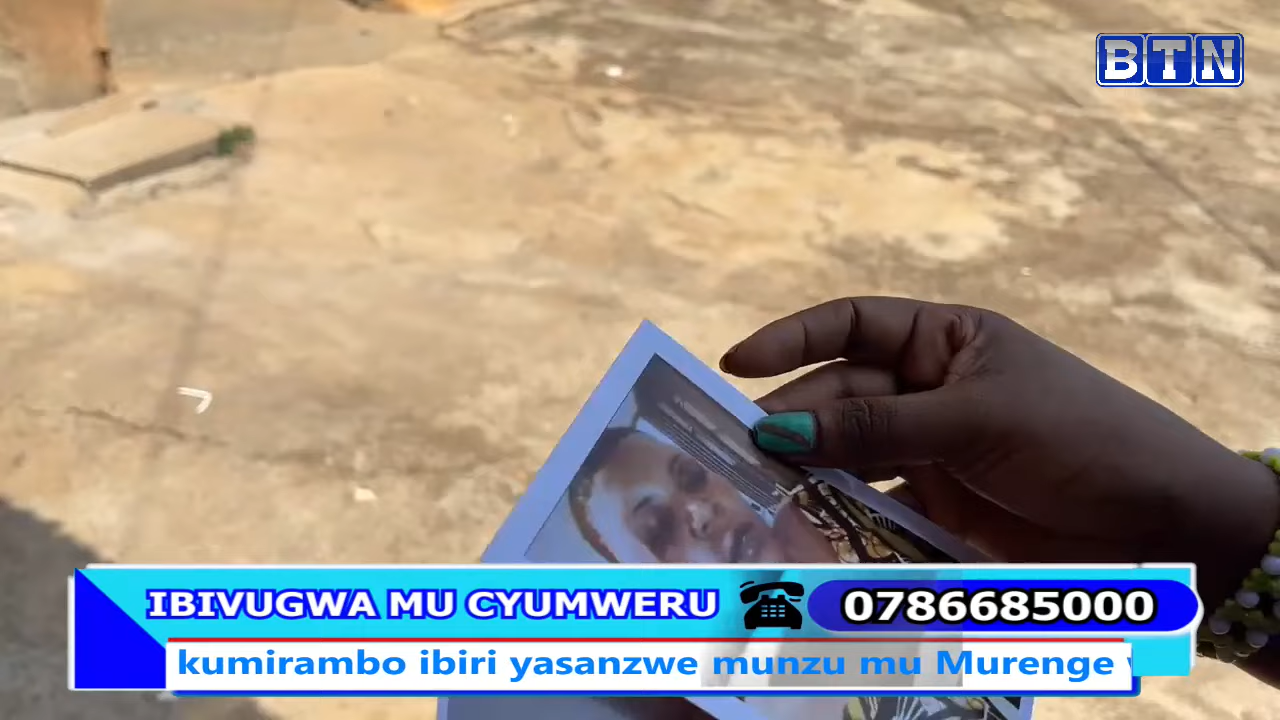 BTN
IBIVUGWA MU CYUMWERU 0786685000
kumirambo ibiri yasanzwe munzu mu Murenge